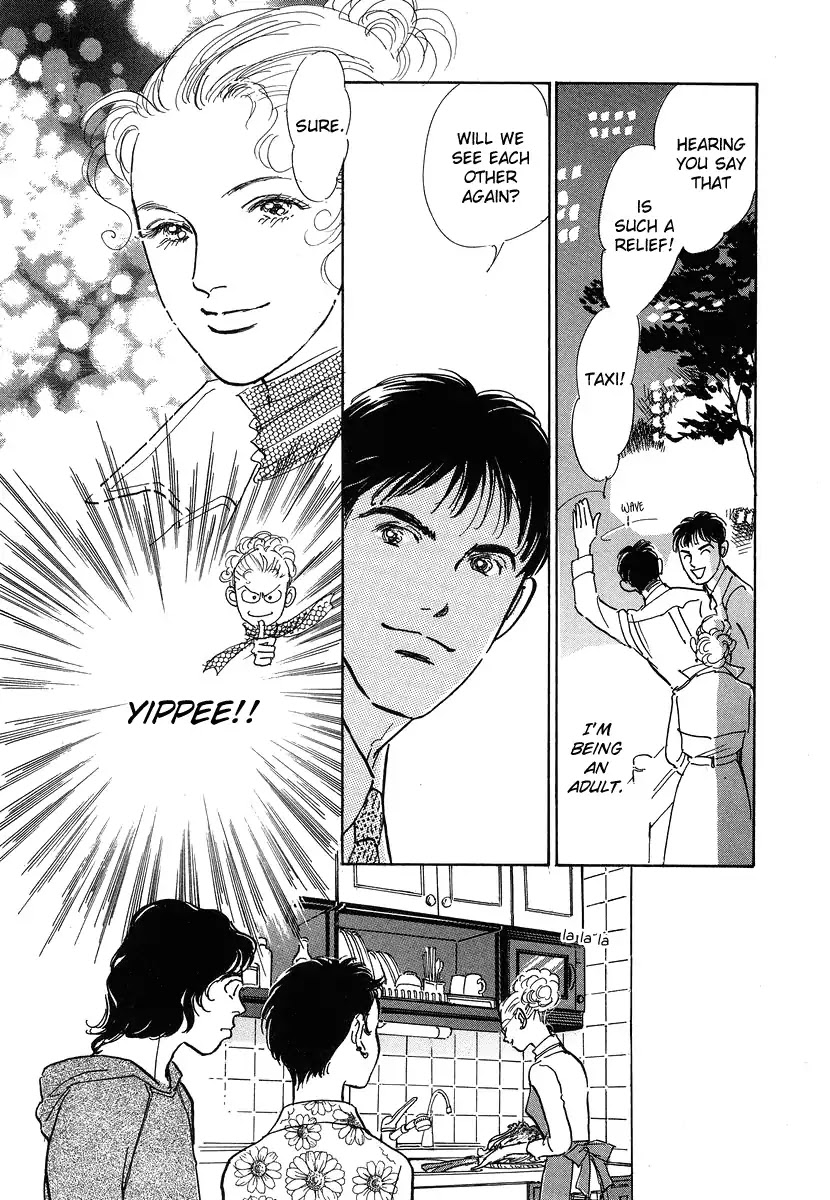 HEARING
YOU SAY
THAT
IS
SUCH A
RELIEF!
TAXI!
WAVE
I'M
BEING
AN
ADULT.
WILL WE
SEE EACH
OTHER
AGAIN?
SURE.
YIPPEE!!
la la la